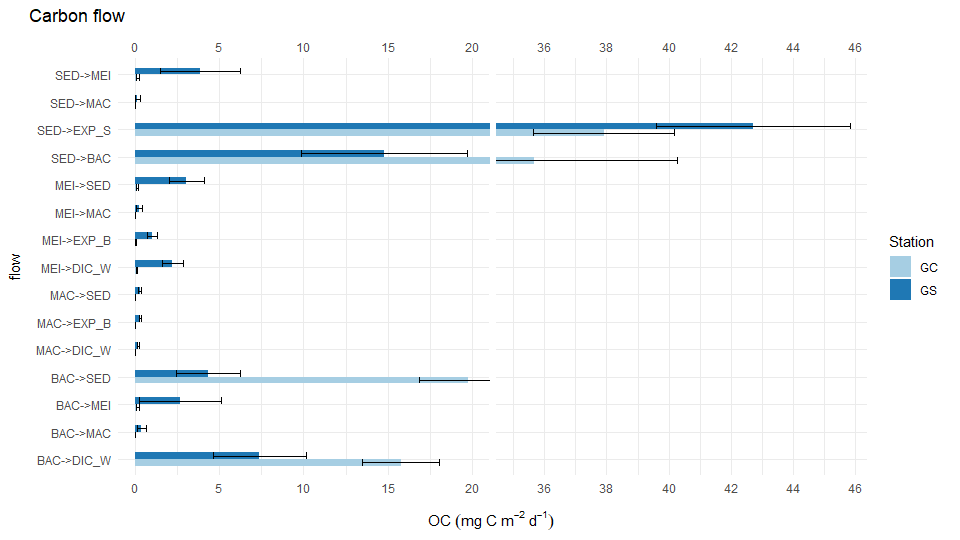 Carbon flow
0 5 10 15 20 36 38 40 42 44 46
SED->MEI
SED->MAC
SED->EXP_S
SED->BAC
MEI->SED
MEI->MAC
MEI->EXP_B
MEI->DIC_W
MAC->SED
MAC->EXP_B
MAC->DIC_W
BAC->SED
BAC->MEI
BAC->MAC
BAC->DIC_W
flow
0 5 10 15 20 36 38 40 42 44 46
OC (mg C m⁻² d⁻¹)
Station
GC
GS